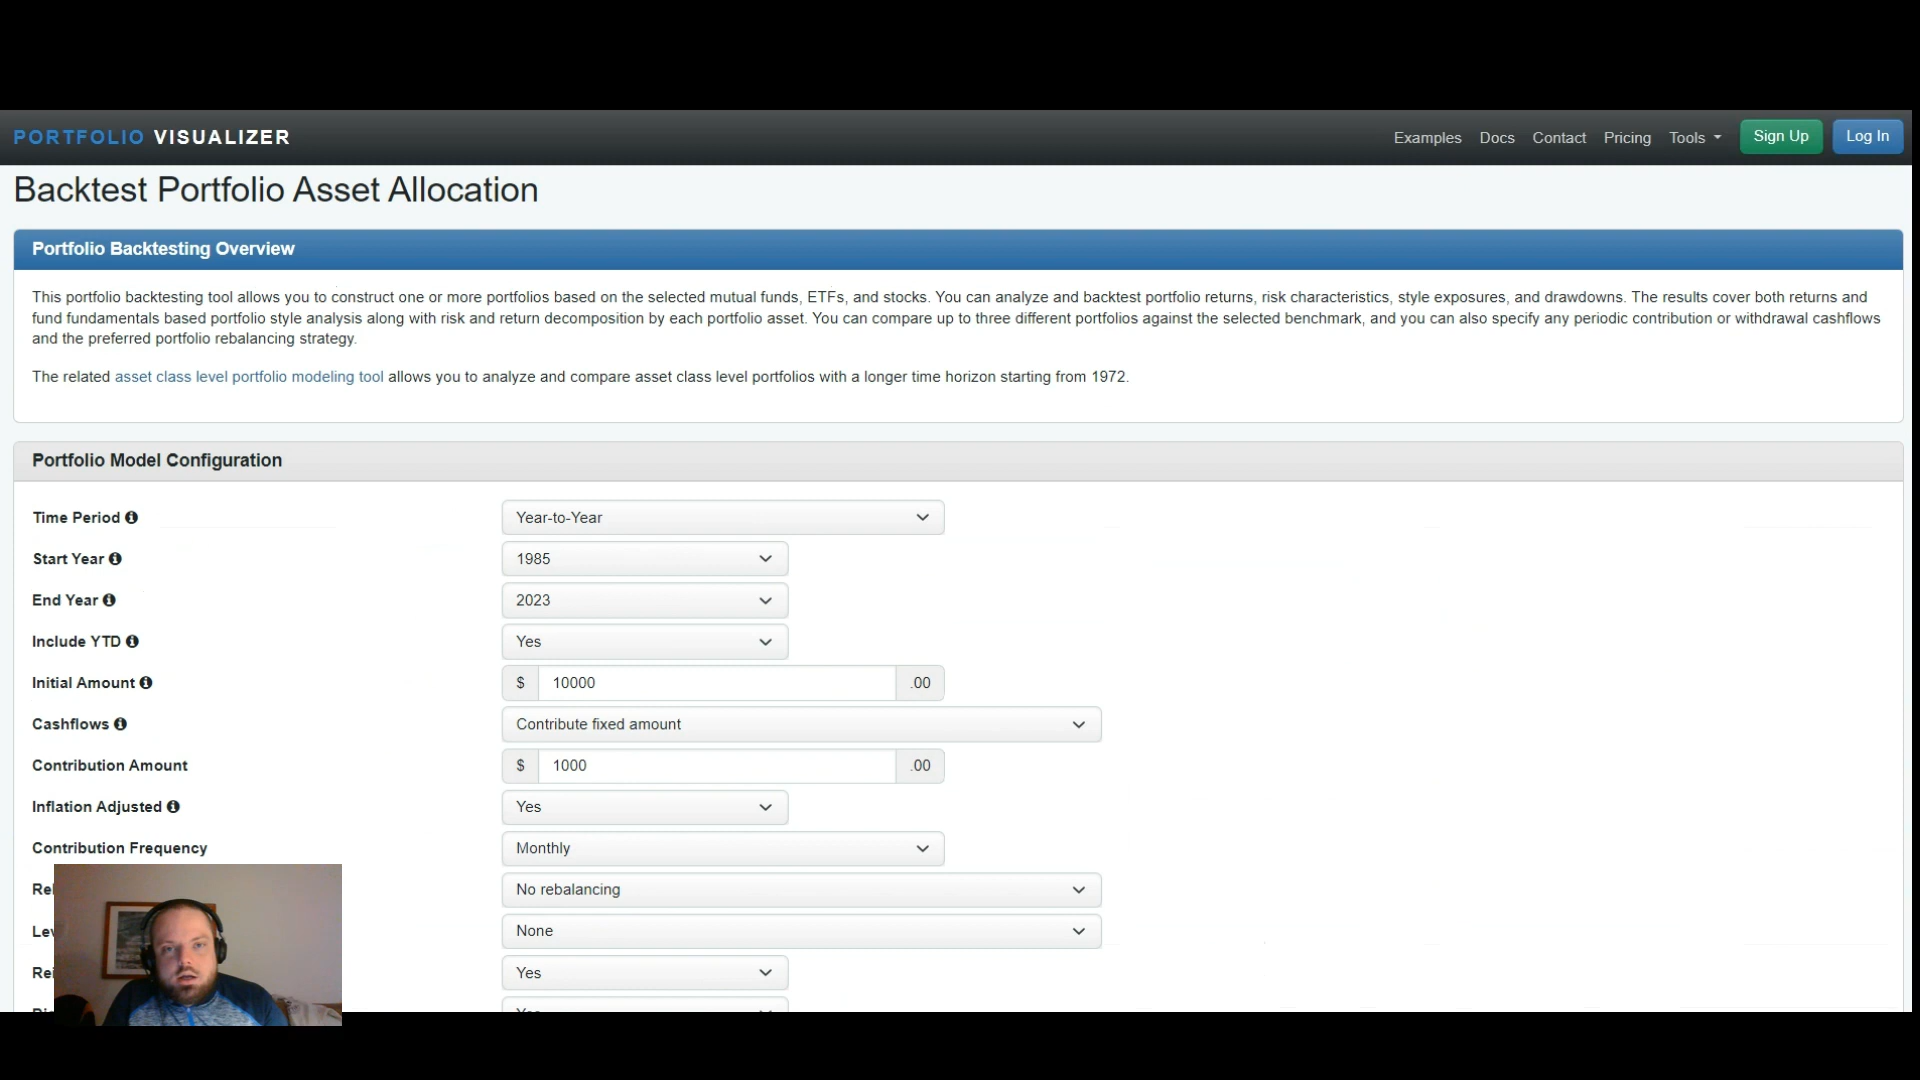 PORTFOLIO VISUALIZER
Examples Docs Contact Pricing Tools Sign Up Log In
Backtest Portfolio Asset Allocation
Portfolio Backtesting Overview
This portfolio backtesting tool allows you to construct one or more portfolios based on the selected mutual funds, ETFs, and stocks. You can analyze and backtest portfolio returns, risk characteristics, style exposures, and drawdowns. The results cover both returns and
fund fundamentals based portfolio style analysis along with risk and return decomposition by each portfolio asset. You can compare up to three different portfolios against the selected benchmark, and you can also specify any periodic contribution or withdrawal cashflows
and the preferred portfolio rebalancing strategy.
The related asset class level portfolio modeling tool allows you to analyze and compare asset class level portfolios with a longer time horizon starting from 1972.
Portfolio Model Configuration
Time Period Year-to-Year
Start Year 1985
End Year 2023
Include YTD Yes
Initial Amount $ 10000 .00
Cashflows Contribute fixed amount
Contribution Amount $ 1000 .00
Inflation Adjusted Yes
Contribution Frequency Monthly
No rebalancing
None
Yes